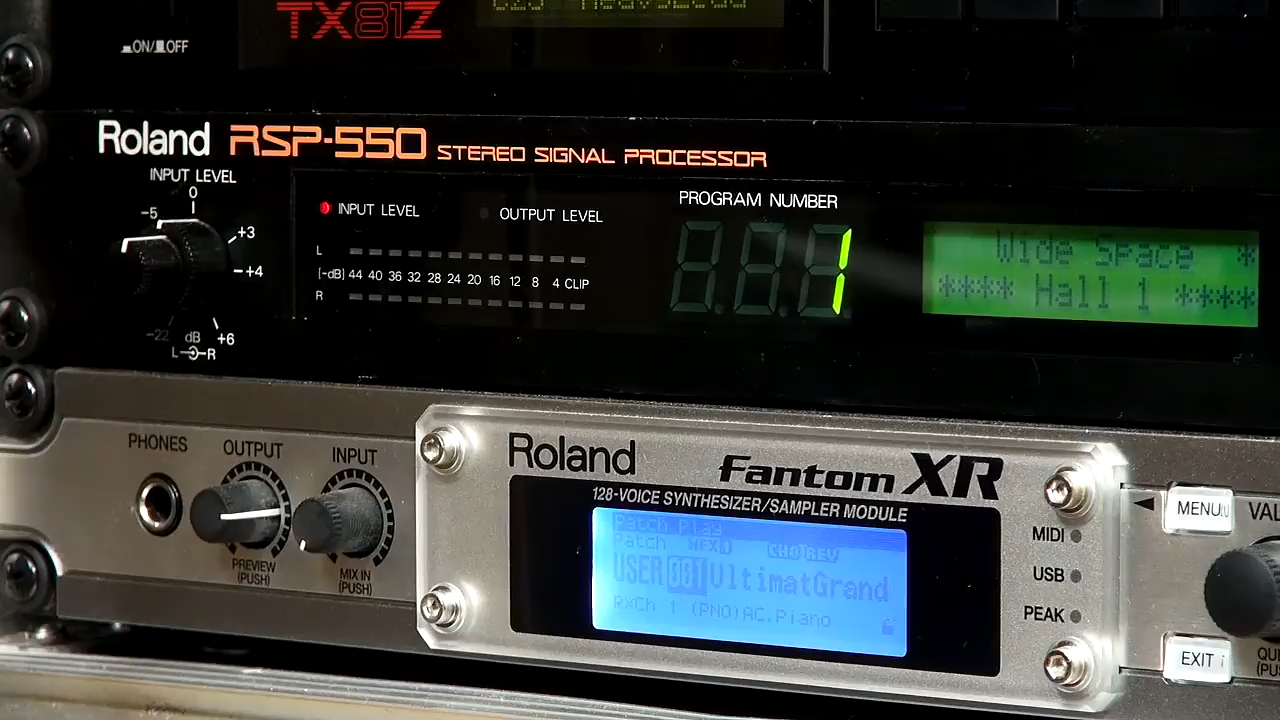 TX81Z
ON/OFF
Roland RSP-550 STEREO SIGNAL PROCESSOR
INPUT LEVEL
0
-5
+3
+4
-22 dB +6
L R
INPUT LEVEL OUTPUT LEVEL
L
(-dB) 44 40 36 32 28 24 20 16 12 8 4 CLIP
R
PROGRAM NUMBER
1
Wide Space *
**** Hall 1 ****
PHONES OUTPUT INPUT
PREVIEW
(PUSH)
MIX IN
(PUSH)
Roland Fantom XR
128-VOICE SYNTHESIZER/SAMPLER MODULE
Patch Play
Patch
USER 001 UltimatGrand
RxCh 1 (PNO)AC.Piano
MIDI
USB
PEAK
MENU
EXIT